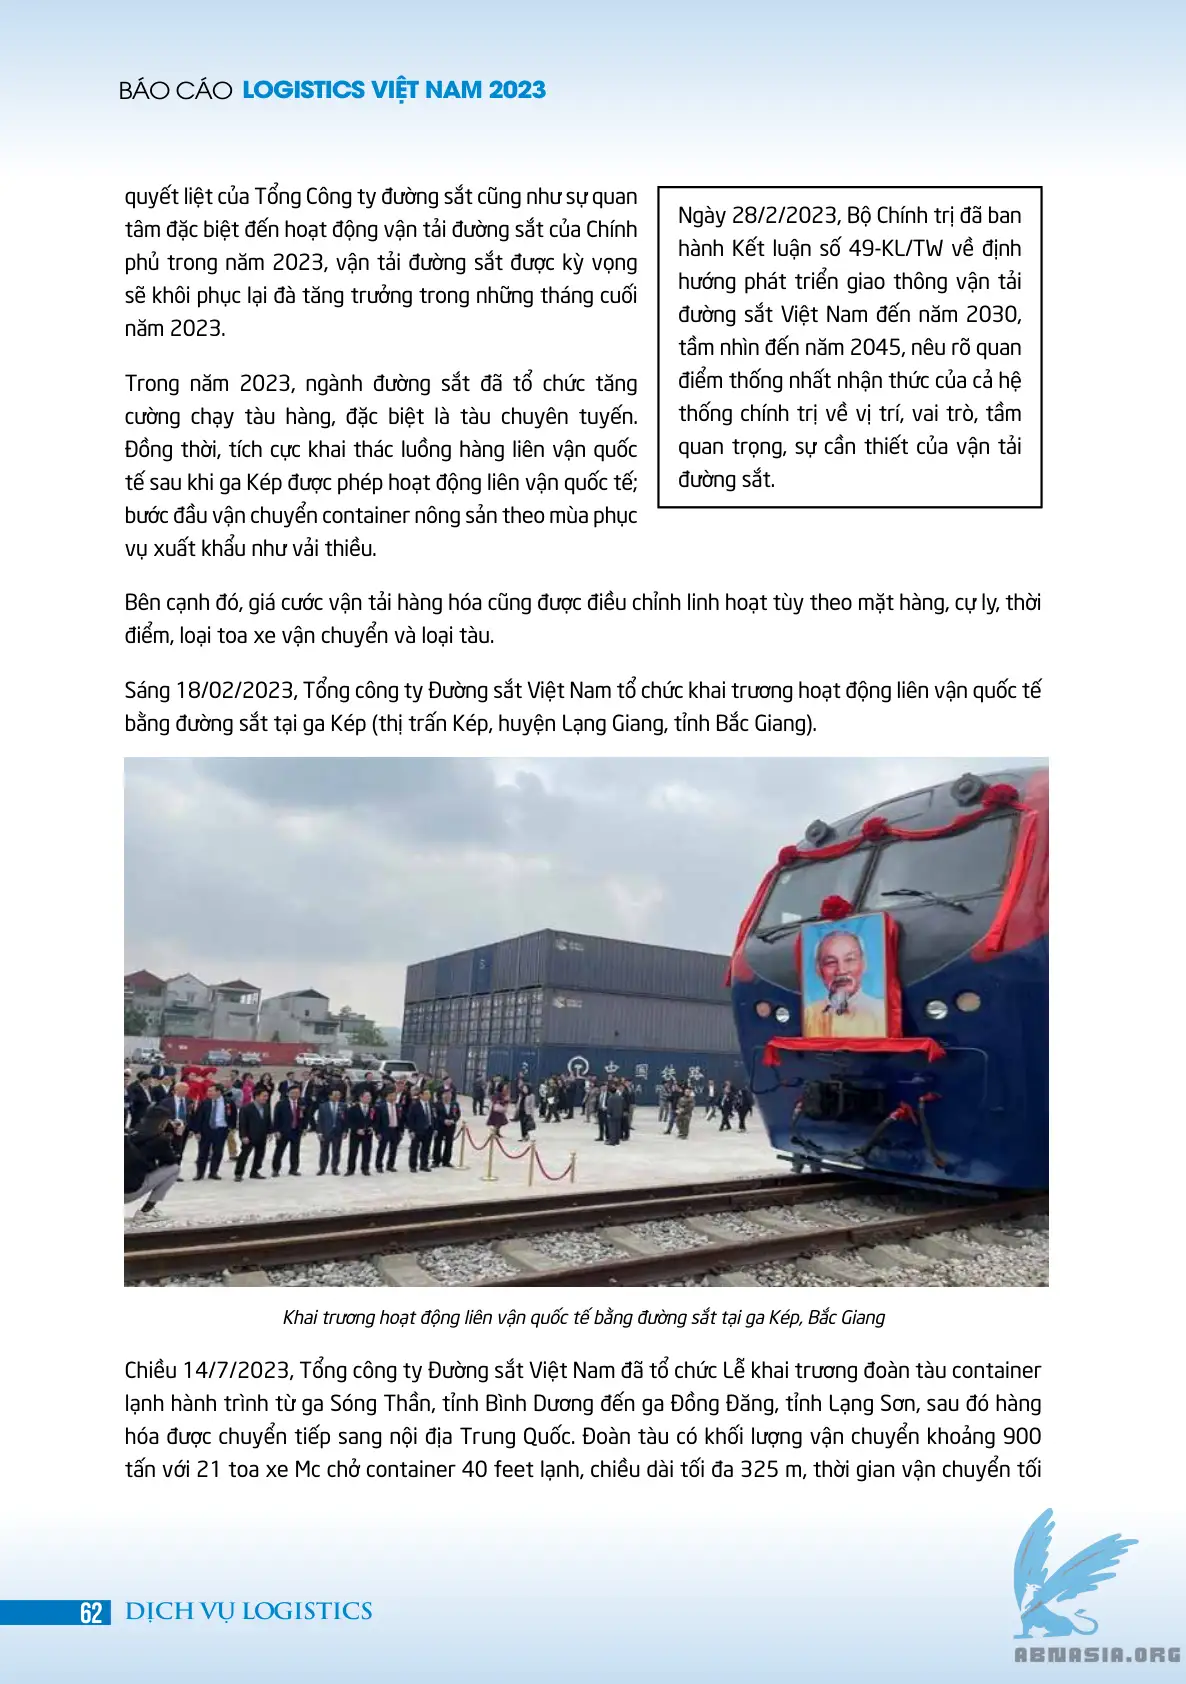 BÁO CÁO LOGISTICS VIỆT NAM 2023
quyết liệt của Tổng Công ty đường sắt cũng như sự quan
tâm đặc biệt đến hoạt động vận tải đường sắt của Chính
phủ trong năm 2023, vận tải đường sắt được kỳ vọng
sẽ khôi phục lại đà tăng trưởng trong những tháng cuối
năm 2023.
Trong năm 2023, ngành đường sắt đã tổ chức tăng
cường chạy tàu hàng, đặc biệt là tàu chuyên tuyến.
Đồng thời, tích cực khai thác luồng hàng liên vận quốc
tế sau khi ga Kép được phép hoạt động liên vận quốc tế;
bước đầu vận chuyển container nông sản theo mùa phục
vụ xuất khẩu như vải thiều.
Ngày 28/2/2023, Bộ Chính trị đã ban
hành Kết luận số 49-KL/TW về định
hướng phát triển giao thông vận tải
đường sắt Việt Nam đến năm 2030,
tầm nhìn đến năm 2045, nêu rõ quan
điểm thống nhất nhận thức của cả hệ
thống chính trị về vị trí, vai trò, tầm
quan trọng, sự cần thiết của vận tải
đường sắt.
Bên cạnh đó, giá cước vận tải hàng hóa cũng được điều chỉnh linh hoạt tùy theo mặt hàng, cự ly, thời
điểm, loại toa xe vận chuyển và loại tàu.
Sáng 18/02/2023, Tổng công ty Đường sắt Việt Nam tổ chức khai trương hoạt động liên vận quốc tế
bằng đường sắt tại ga Kép (thị trấn Kép, huyện Lạng Giang, tỉnh Bắc Giang).
中国铁路
Khai trương hoạt động liên vận quốc tế bằng đường sắt tại ga Kép, Bắc Giang
Chiều 14/7/2023, Tổng công ty Đường sắt Việt Nam đã tổ chức Lễ khai trương đoàn tàu container
lạnh hành trình từ ga Sóng Thần, tỉnh Bình Dương đến ga Đồng Đăng, tỉnh Lạng Sơn, sau đó hàng
hóa được chuyển tiếp sang nội địa Trung Quốc. Đoàn tàu có khối lượng vận chuyển khoảng 900
tấn với 21 toa xe Mc chở container 40 feet lạnh, chiều dài tối đa 325 m, thời gian vận chuyển tối
62 DỊCH VỤ LOGISTICS
ABNASIA.ORG